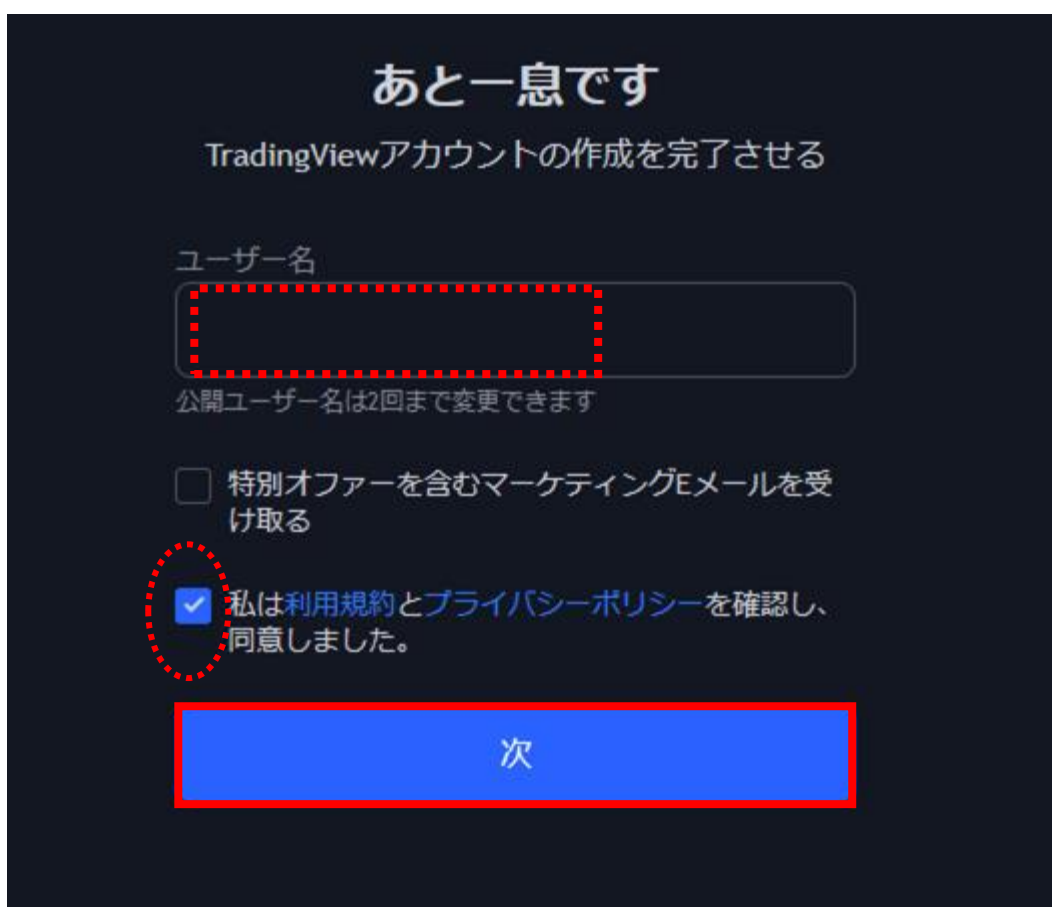 あと一息です
TradingViewアカウントの作成を完了させる
ユーザー名
公開ユーザー名は2回まで変更できます
特別オファーを含むマーケティングEメールを受
け取る
私は利用規約とプライバシーポリシーを確認し、
同意しました。
次